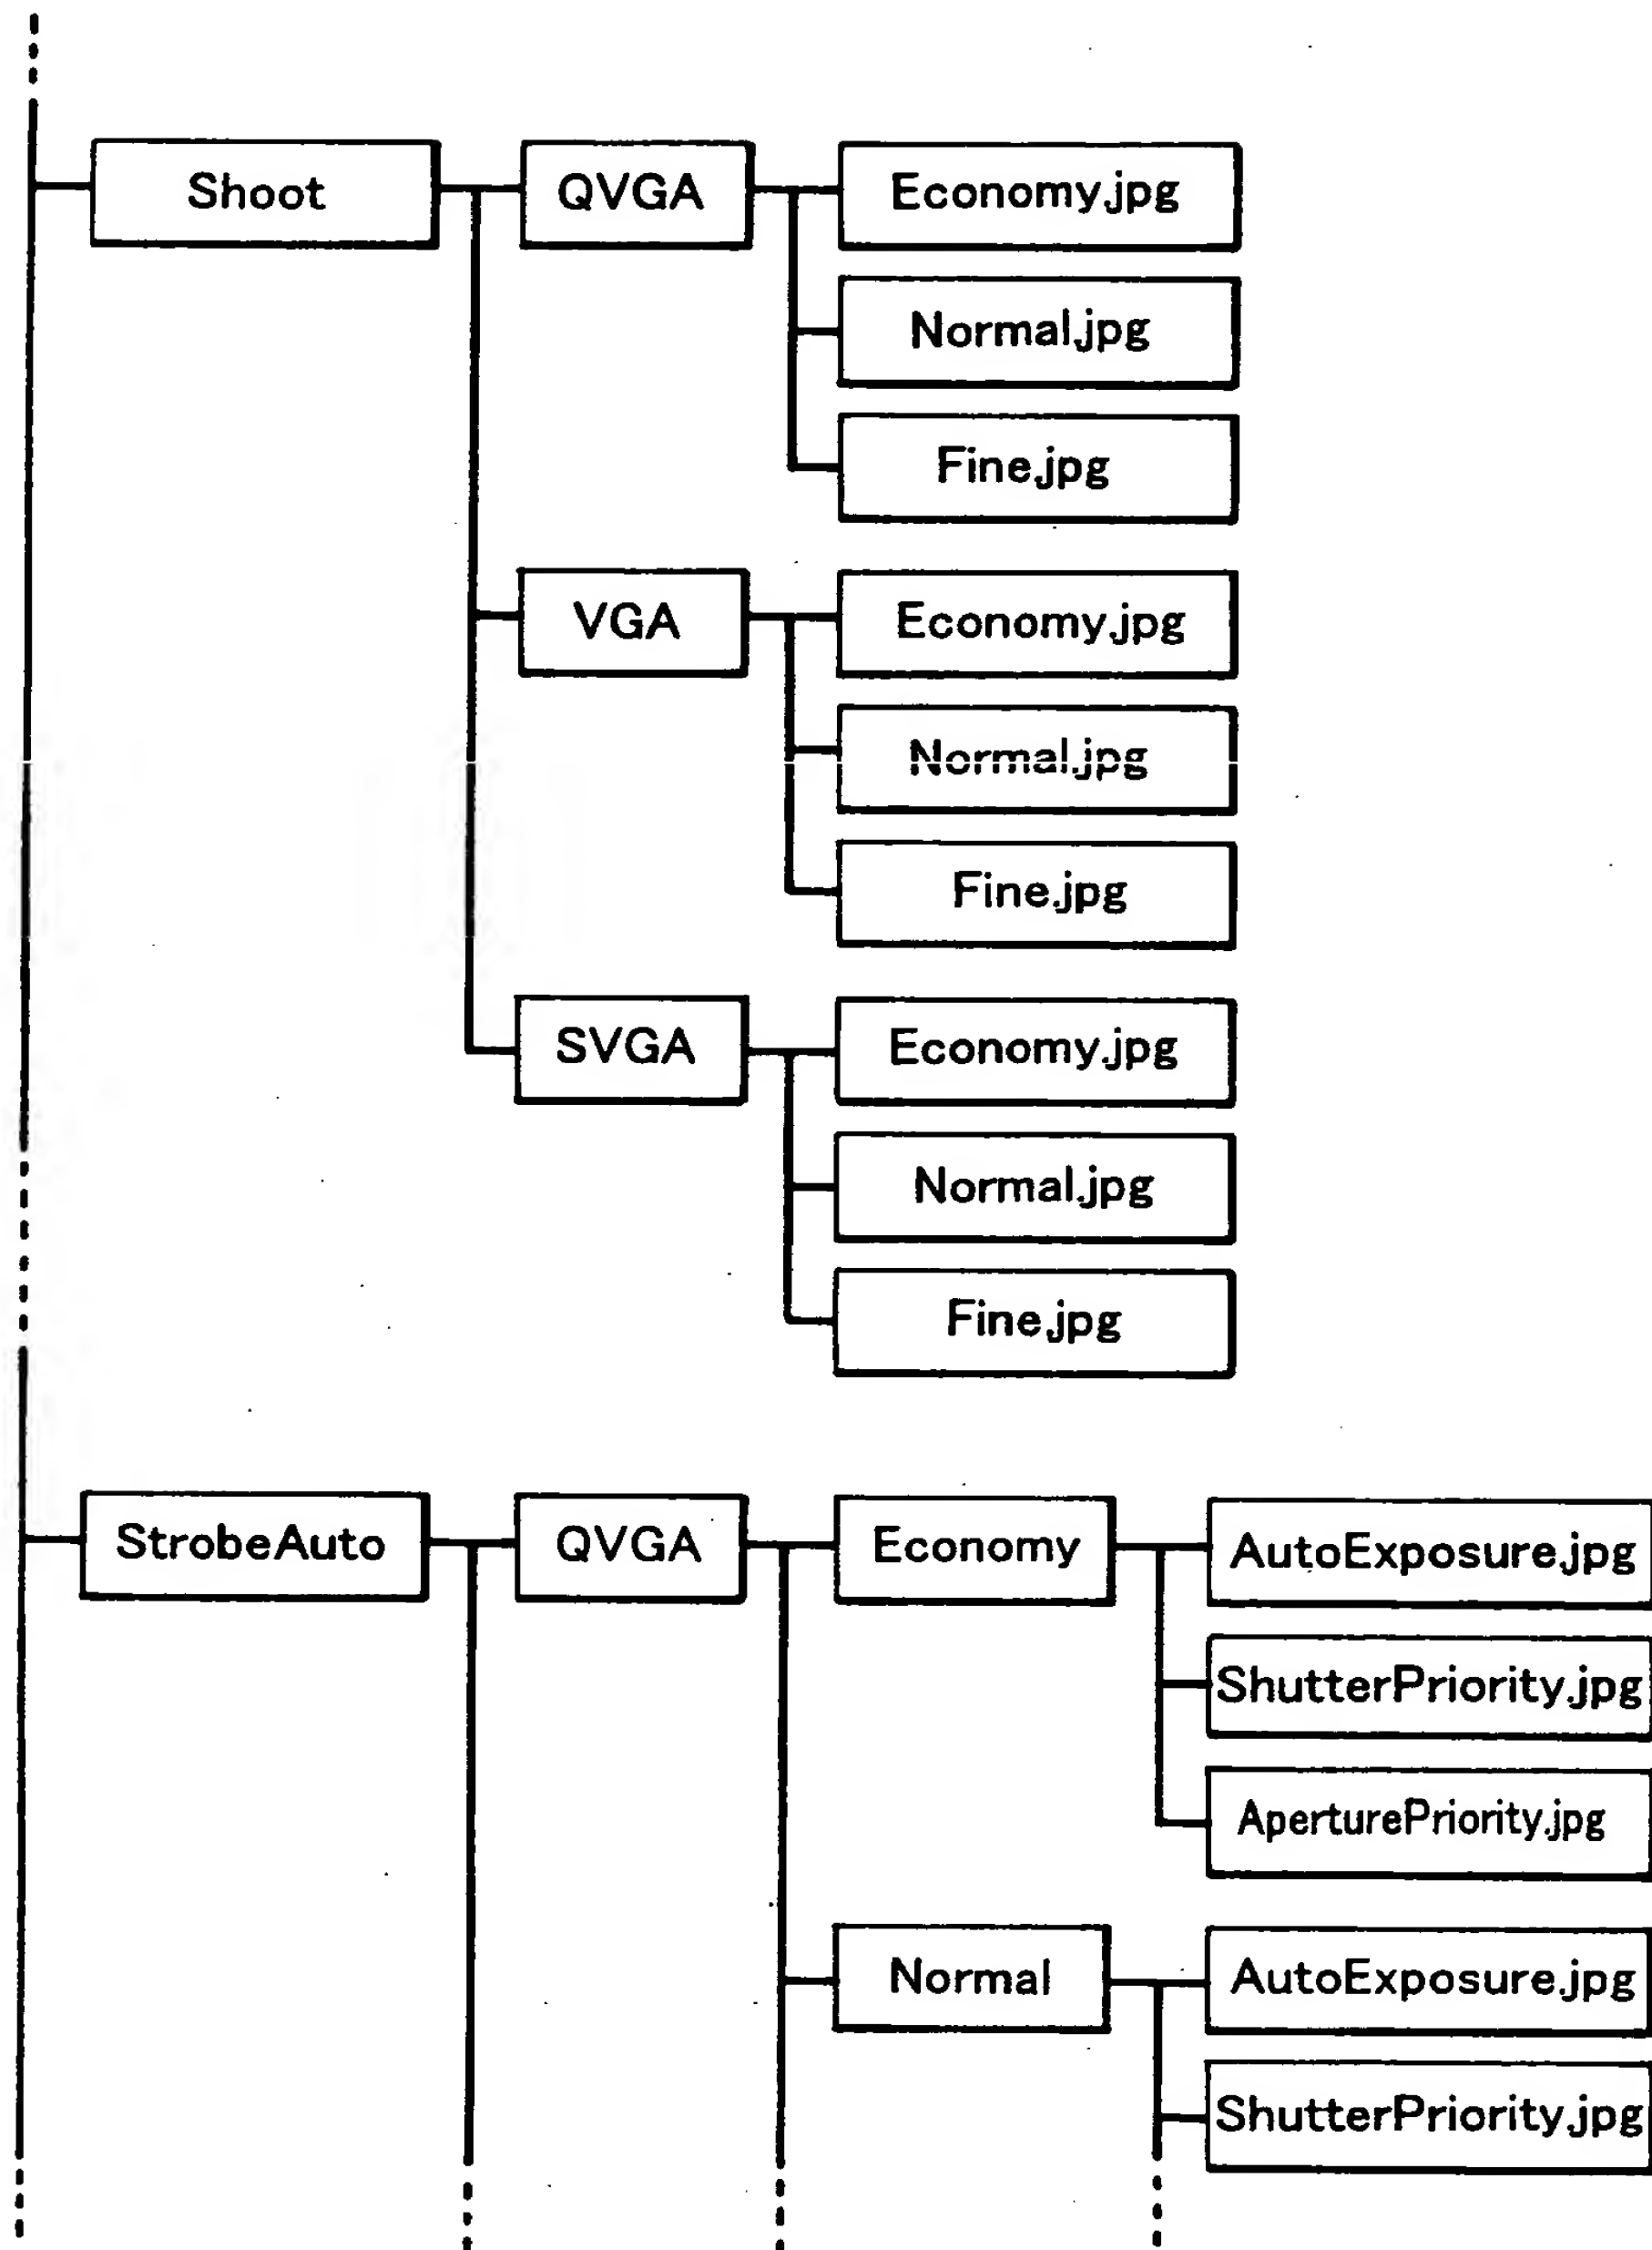 Shoot
QVGA
Economy.jpg
Normal.jpg
Fine.jpg
VGA
Economy.jpg
Normal.jpg
Fine.jpg
SVGA
Economy.jpg
Normal.jpg
Fine.jpg
StrobeAuto
QVGA
Economy
AutoExposure.jpg
ShutterPriority.jpg
AperturePriority.jpg
Normal
AutoExposure.jpg
ShutterPriority.jpg